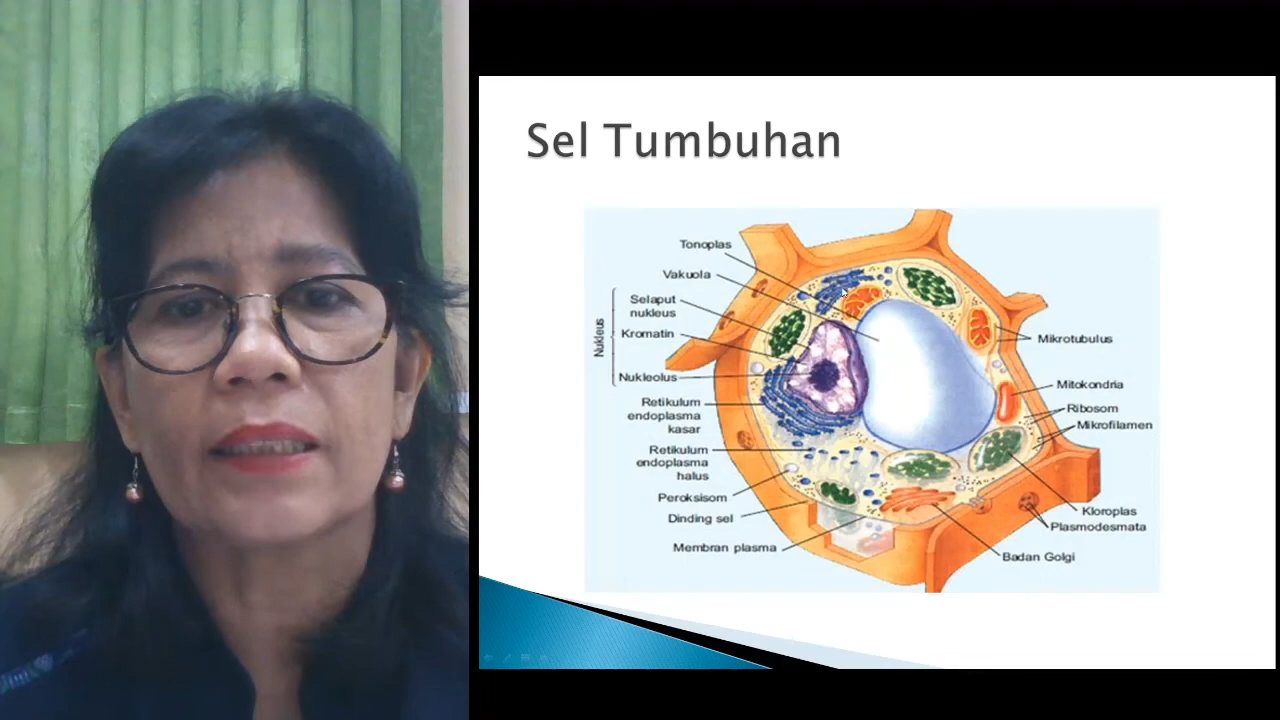 Sel Tumbuhan
Tonoplas
Vakuola
Selaput
nukleus
Kromatin
Nukleus
Nukleolus
Retikulum
endoplasma
kasar
Retikulum
endoplasma
halus
Peroksisom
Dinding sel
Membran plasma
Mikrotubulus
Mitokondria
Ribosom
Mikrofilamen
Kloroplas
Plasmodesmata
Badan Golgi